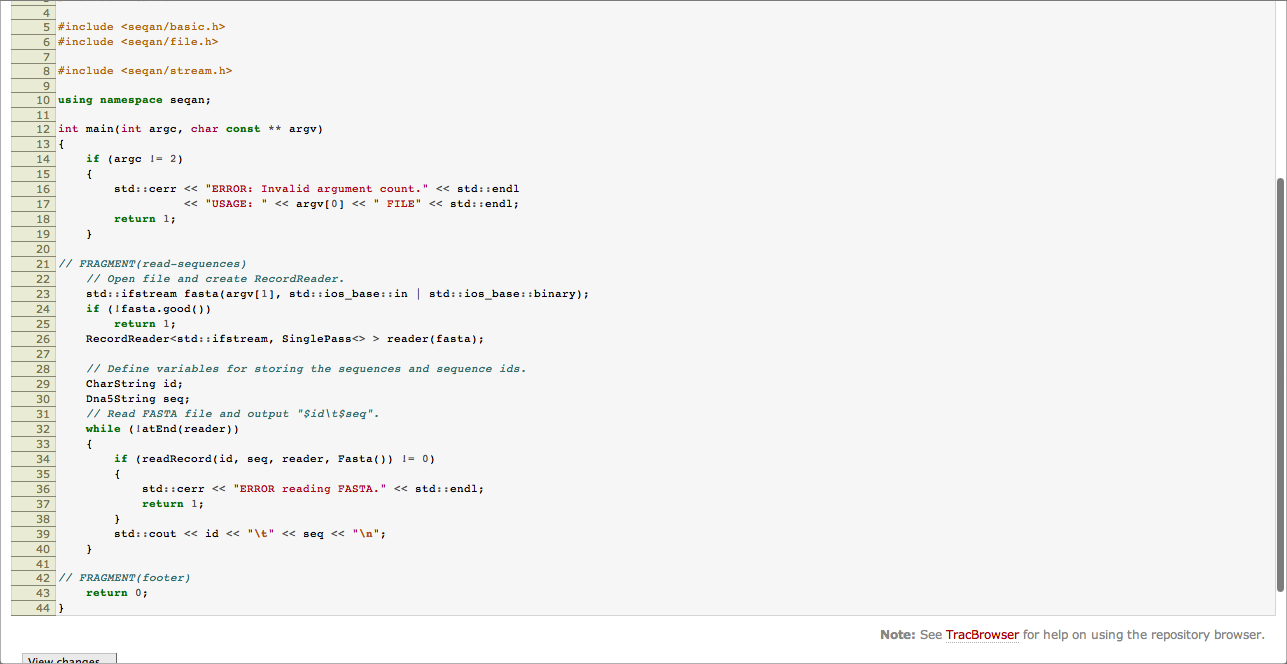 4
5 #include <seqan/basic.h>
6 #include <seqan/file.h>
7
8 #include <seqan/stream.h>
9
10 using namespace seqan;
11
12 int main(int argc, char const ** argv)
13 {
14     if (argc != 2)
15     {
16         std::cerr << "ERROR: Invalid argument count." << std::endl
17                   << "USAGE: " << argv[0] << " FILE" << std::endl;
18         return 1;
19     }
20
21 // FRAGMENT(read-sequences)
22     // Open file and create RecordReader.
23     std::ifstream fasta(argv[1], std::ios_base::in | std::ios_base::binary);
24     if (!fasta.good())
25         return 1;
26     RecordReader<std::ifstream, SinglePass<> > reader(fasta);
27
28     // Define variables for storing the sequences and sequence ids.
29     CharString id;
30     Dna5String seq;
31     // Read FASTA file and output "$id\t$seq".
32     while (!atEnd(reader))
33     {
34         if (readRecord(id, seq, reader, Fasta()) != 0)
35         {
36             std::cerr << "ERROR reading FASTA." << std::endl;
37             return 1;
38         }
39         std::cout << id << "\t" << seq << "\n";
40     }
41
42 // FRAGMENT(footer)
43     return 0;
44 }
Note: See TracBrowser for help on using the repository browser.
View changes...